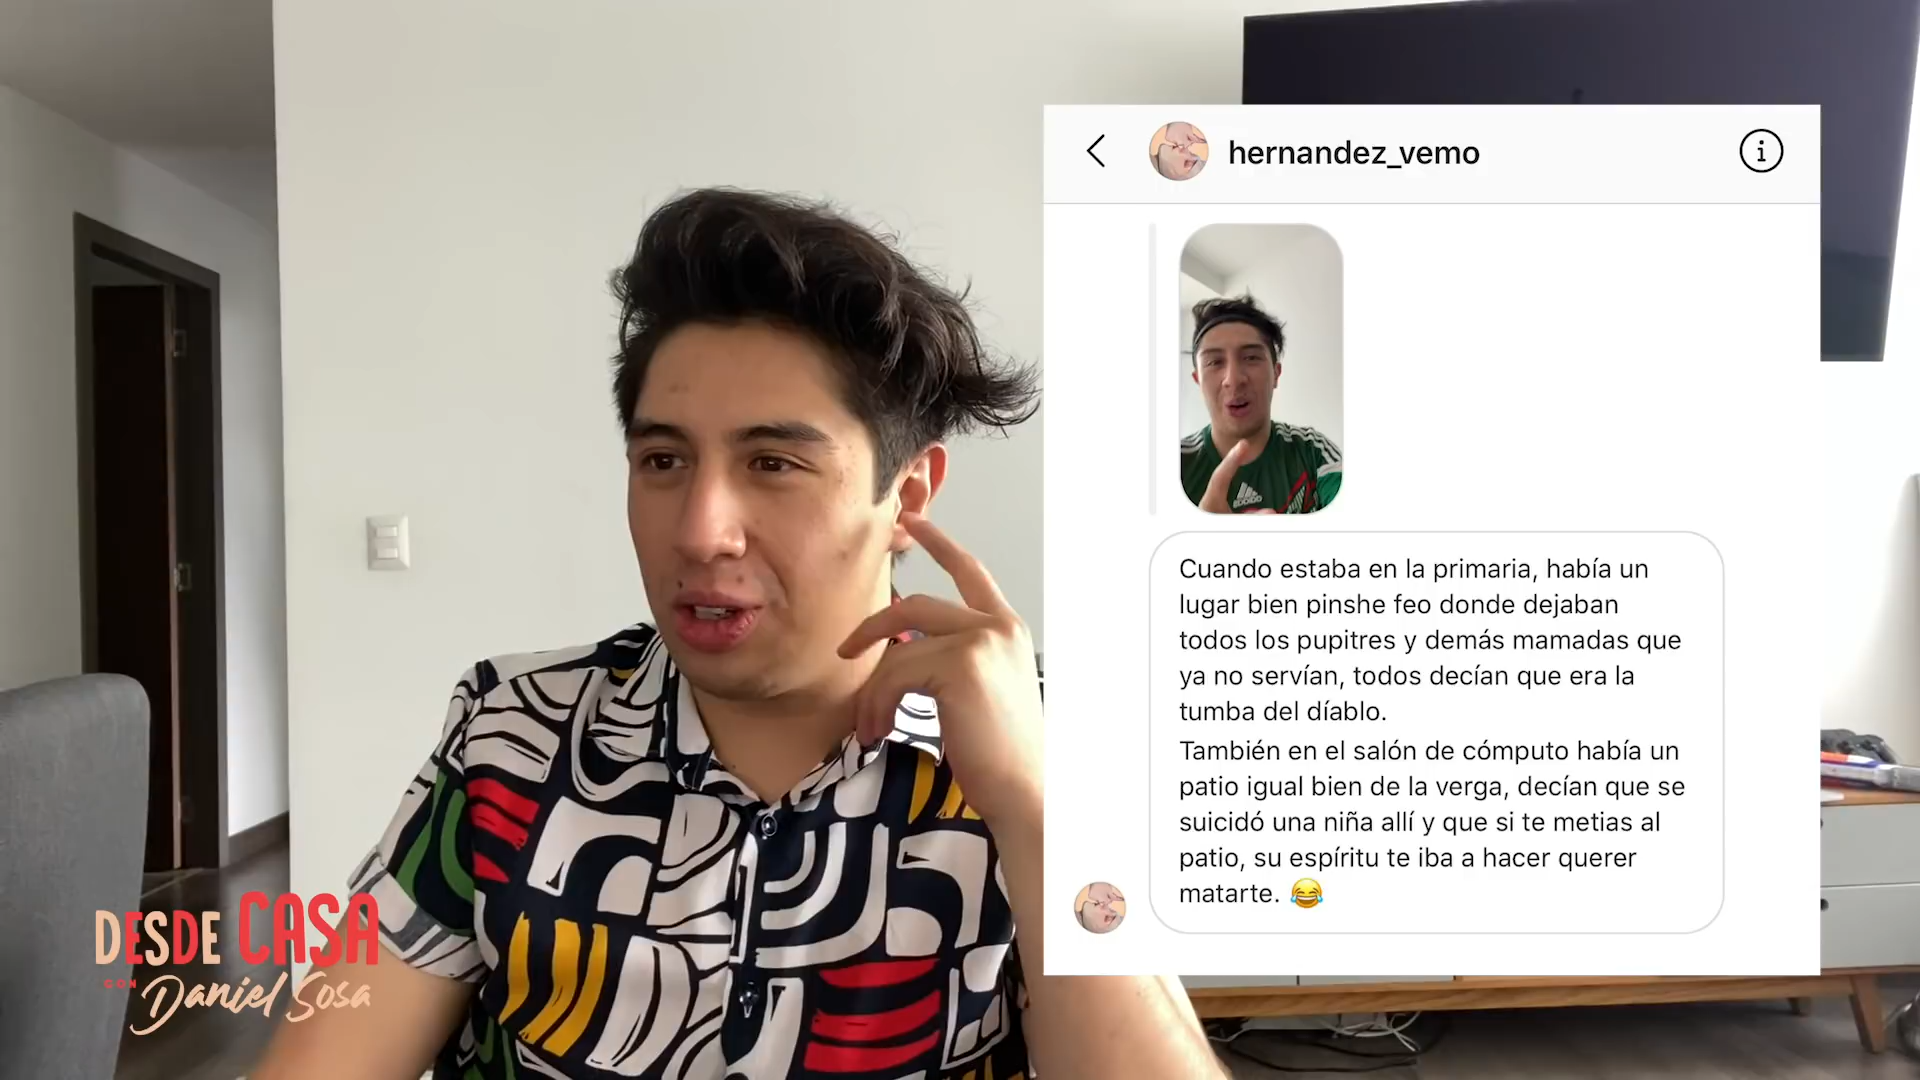 hernandez_vemo
adidas
Cuando estaba en la primaria, había un
lugar bien pinshe feo donde dejaban
todos los pupitres y demás mamadas que
ya no servían, todos decían que era la
tumba del díablo.
También en el salón de cómputo había un
patio igual bien de la verga, decían que se
suicidó una niña allí y que si te metias al
patio, su espíritu te iba a hacer querer
matarte. 😂
DESDE CASA
CON
Daniel Sosa